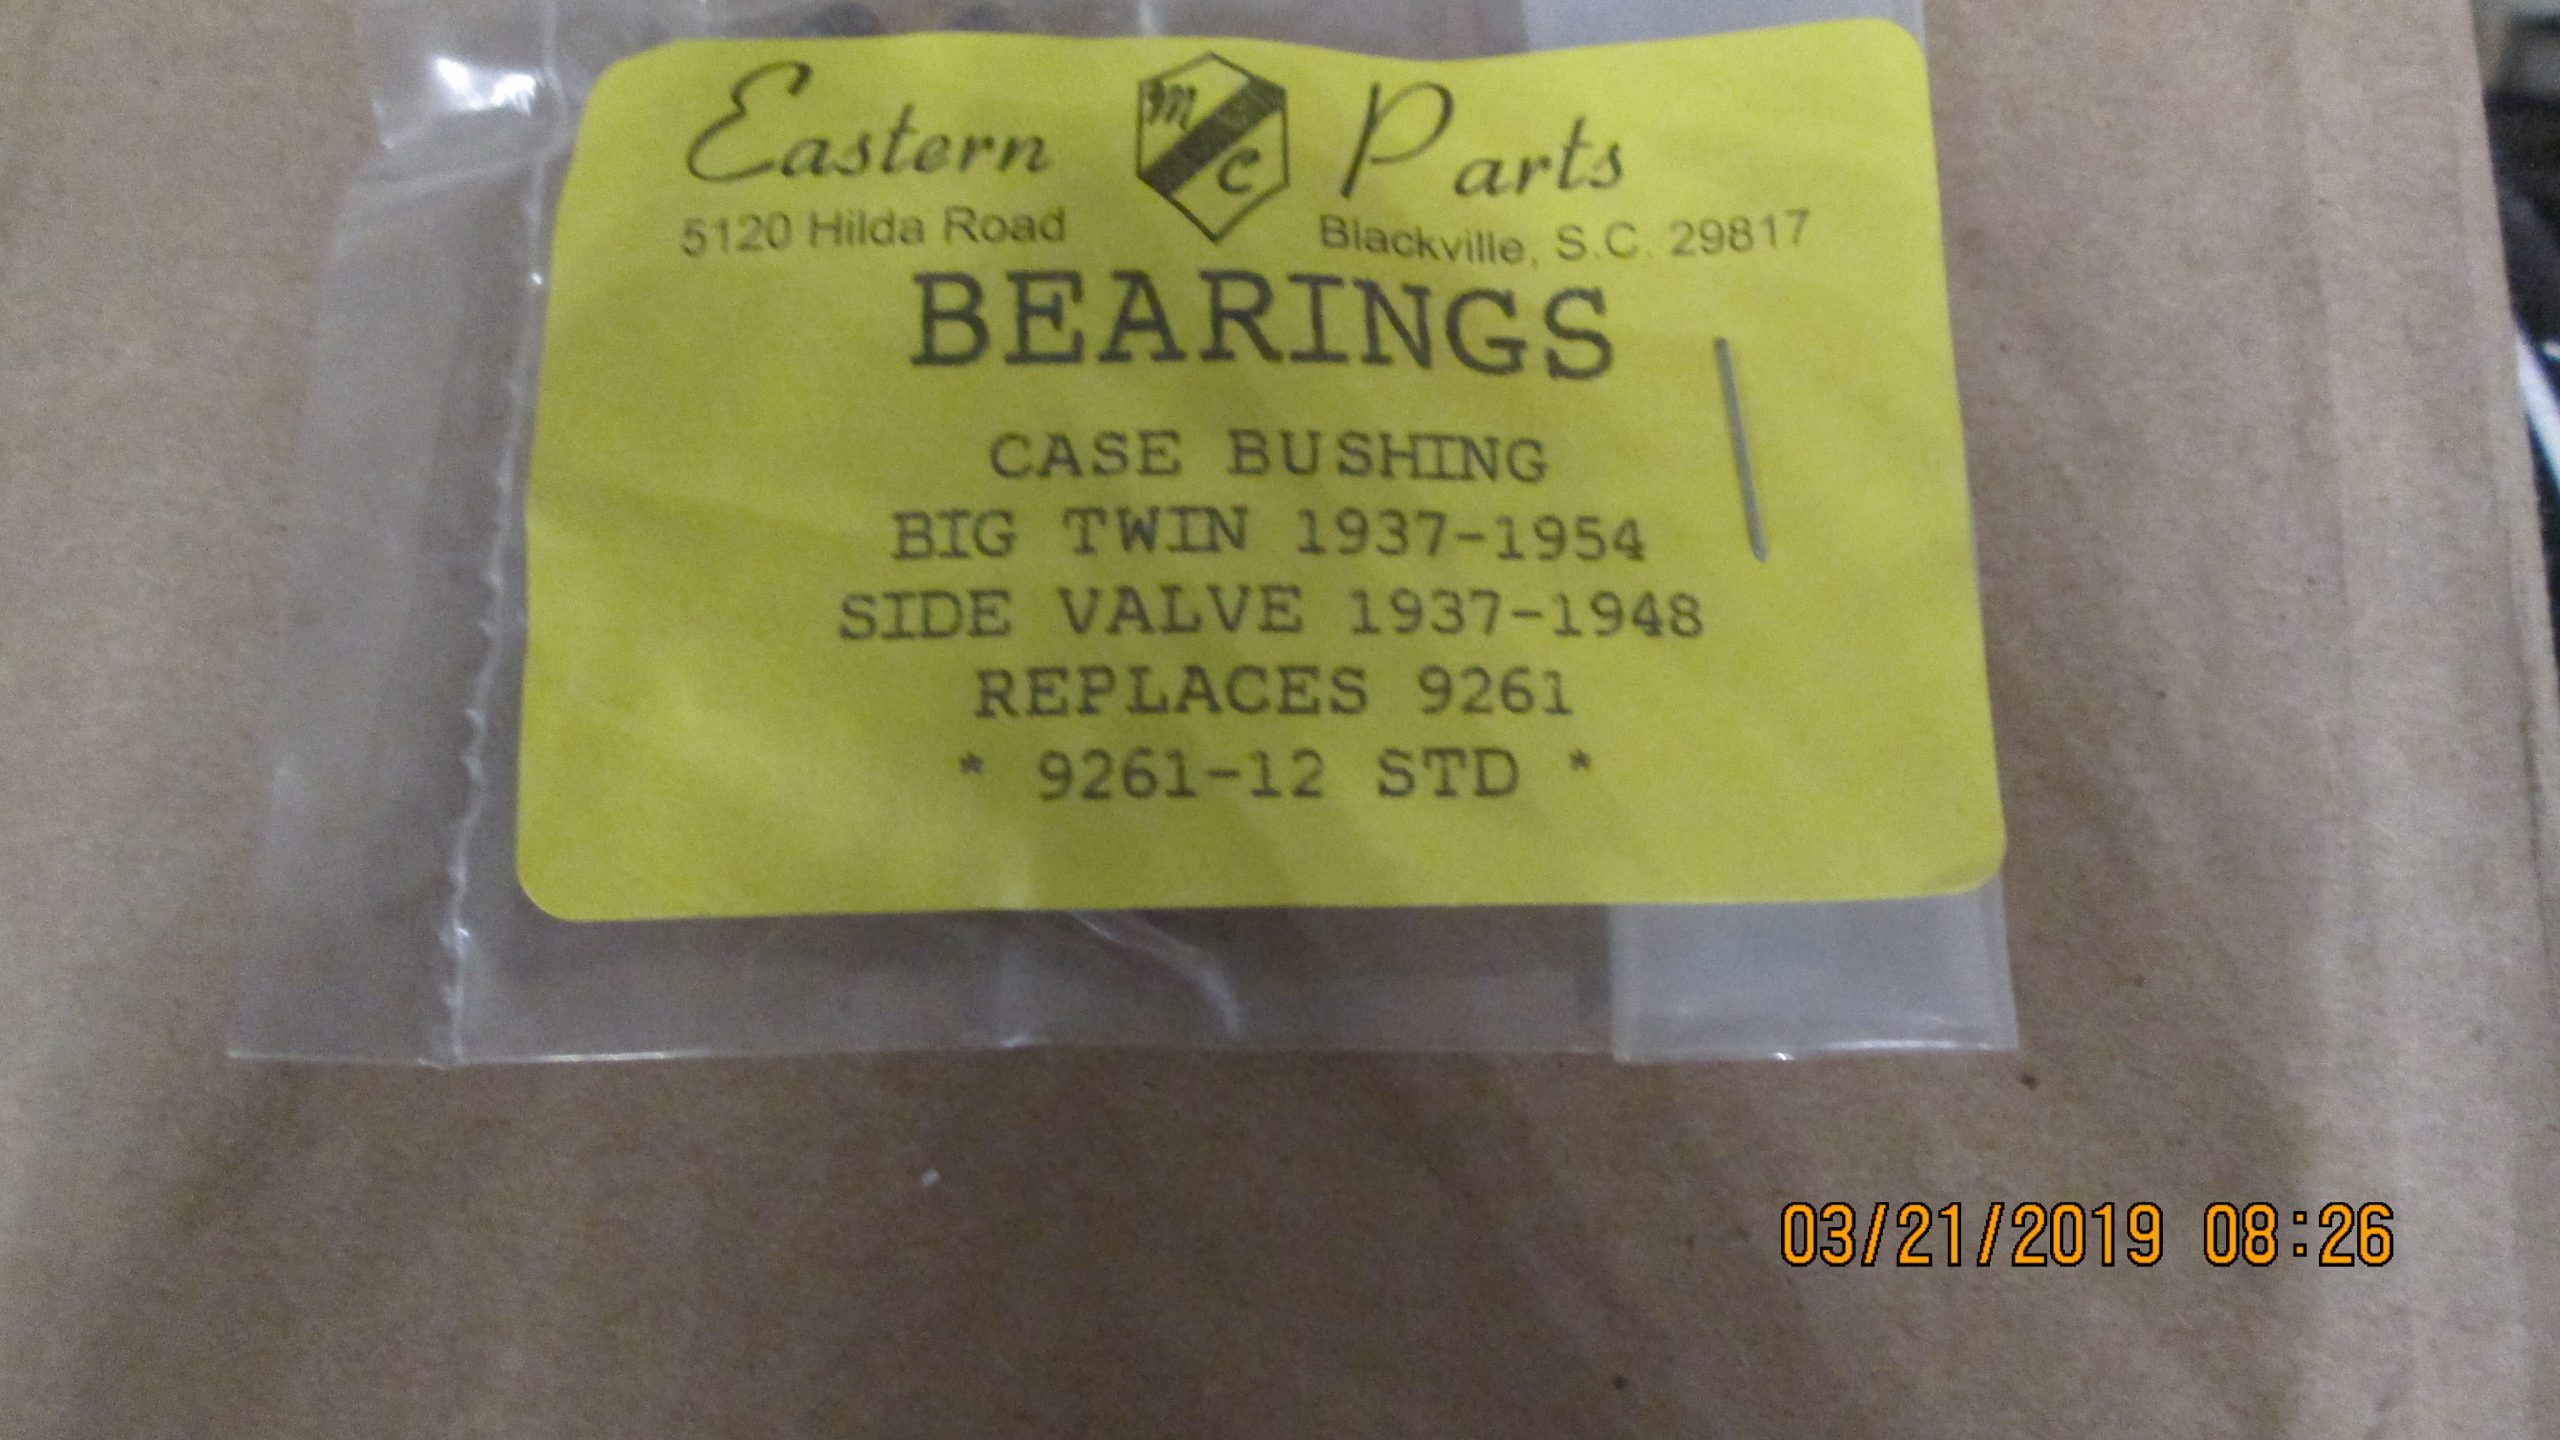 Eastern MC Parts
5120 Hilda Road Blackville, S.C. 29817
BEARINGS
CASE BUSHING
BIG TWIN 1937-1954
SIDE VALVE 1937-1948
REPLACES 9261
* 9261-12 STD *
03/21/2019 08:26